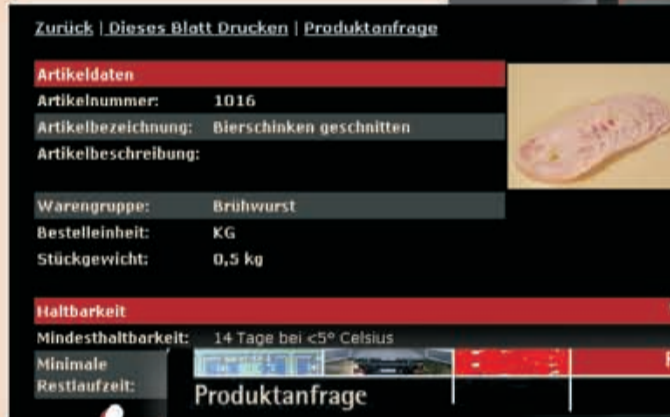 Zurück | Dieses Blatt Drucken | Produktanfrage
Artikeldaten
Artikelnummer: 1016
Artikelbezeichnung: Bierschinken geschnitten
Artikelbeschreibung:
Warengruppe: Brühwurst
Bestelleinheit: KG
Stückgewicht: 0,5 kg
Haltbarkeit
Mindesthaltbarkeit: 14 Tage bei <5° Celsius
Minimale
Restlaufzeit:
Produktanfrage